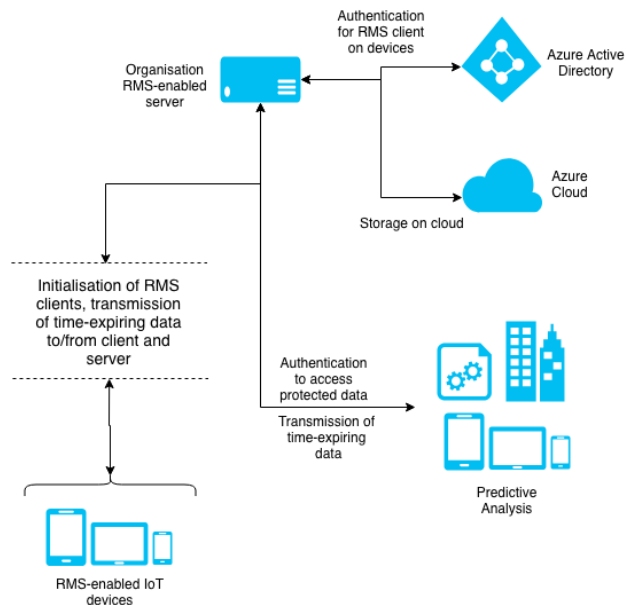 Authentication
for RMS client
on devices
Organisation
RMS-enabled
server
Azure Active
Directory
Azure
Cloud
Storage on cloud
Initialisation of RMS
clients, transmission
of time-expiring data
to/from client and
server
Authentication
to access
protected data
Transmission of
time-expiring
data
Predictive
Analysis
RMS-enabled IoT
devices